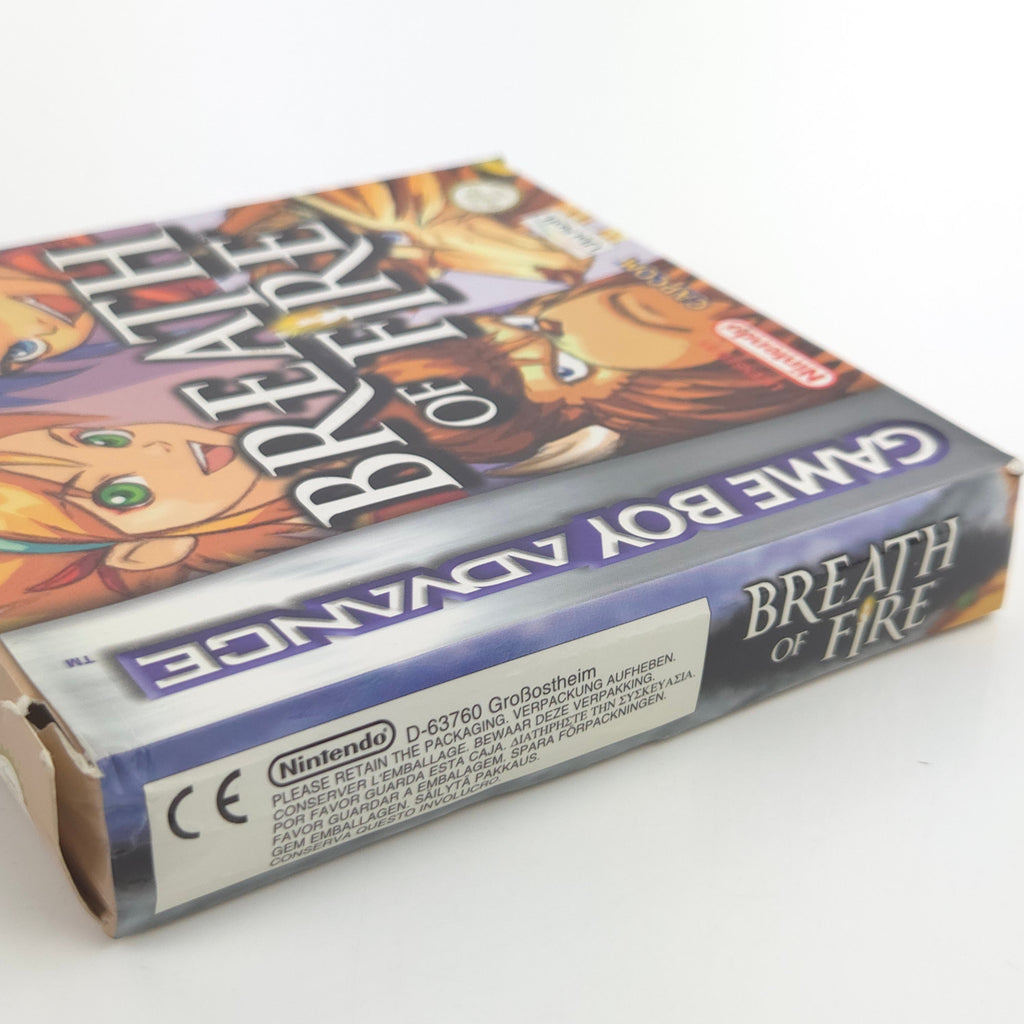 BREATH
OF FIRE
Ubisoft
CAPCOM
Nintendo
GAME BOY ADVANCE
TM
BREATH
OF FIRE
CE
Nintendo® D-63760 Großostheim
PLEASE RETAIN THE PACKAGING. VERPACKUNG AUFHEBEN.
CONSERVER L'EMBALLAGE. BEWAAR DEZE VERPAKKING.
POR FAVOR GUARDA ESTA CAJA. ΔΙΑΤΗΡΗΣΤΕ ΤΗΝ ΣΥΣΚΕΥΑΣΙΑ.
FAVOR GUARDAR A EMBALAGEM. SPARA FÖRPACKNINGEN.
GEM EMBALLAGEN. SÄILYTÄ PAKKAUS.
CONSERVA QUESTO INVOLUCRO.